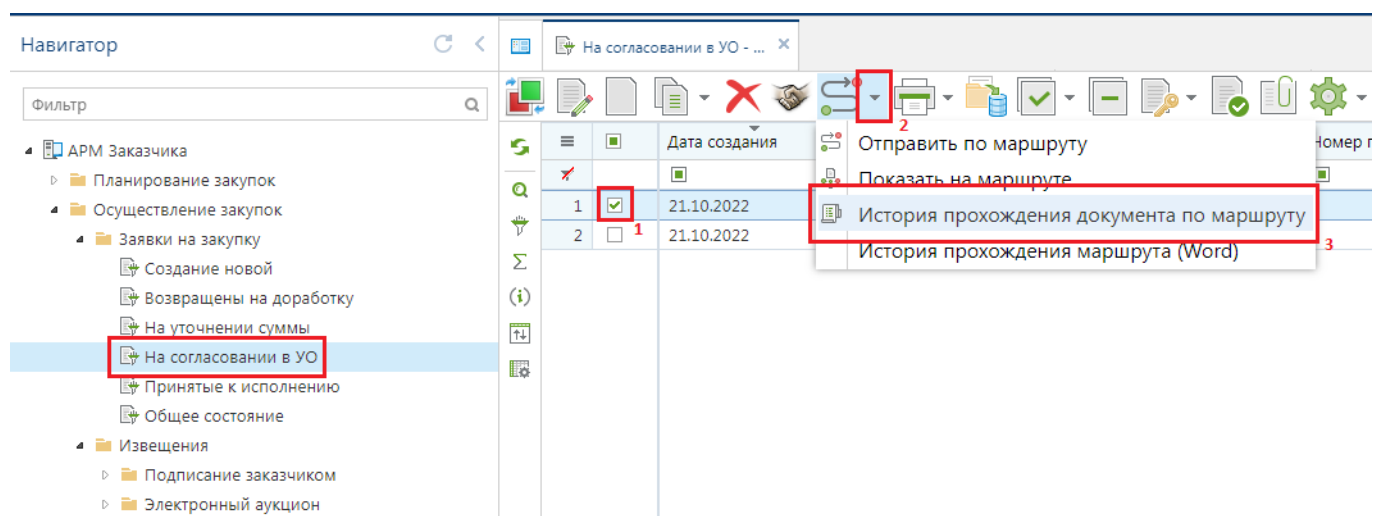 Навигатор
На согласовании в УО - ...
Фильтр
2
АРМ Заказчика
Дата создания
Отправить по маршруту
Номер
Планирование закупок
Показать на маршруте
Осуществление закупок
1
21.10.2022
История прохождения документа по маршруту
Заявки на закупку
2
1
21.10.2022
3
История прохождения маршрута (Word)
Создание новой
Возвращены на доработку
На уточнении суммы
На согласовании в УО
Принятые к исполнению
Общее состояние
Извещения
Подписание заказчиком
Электронный аукцион